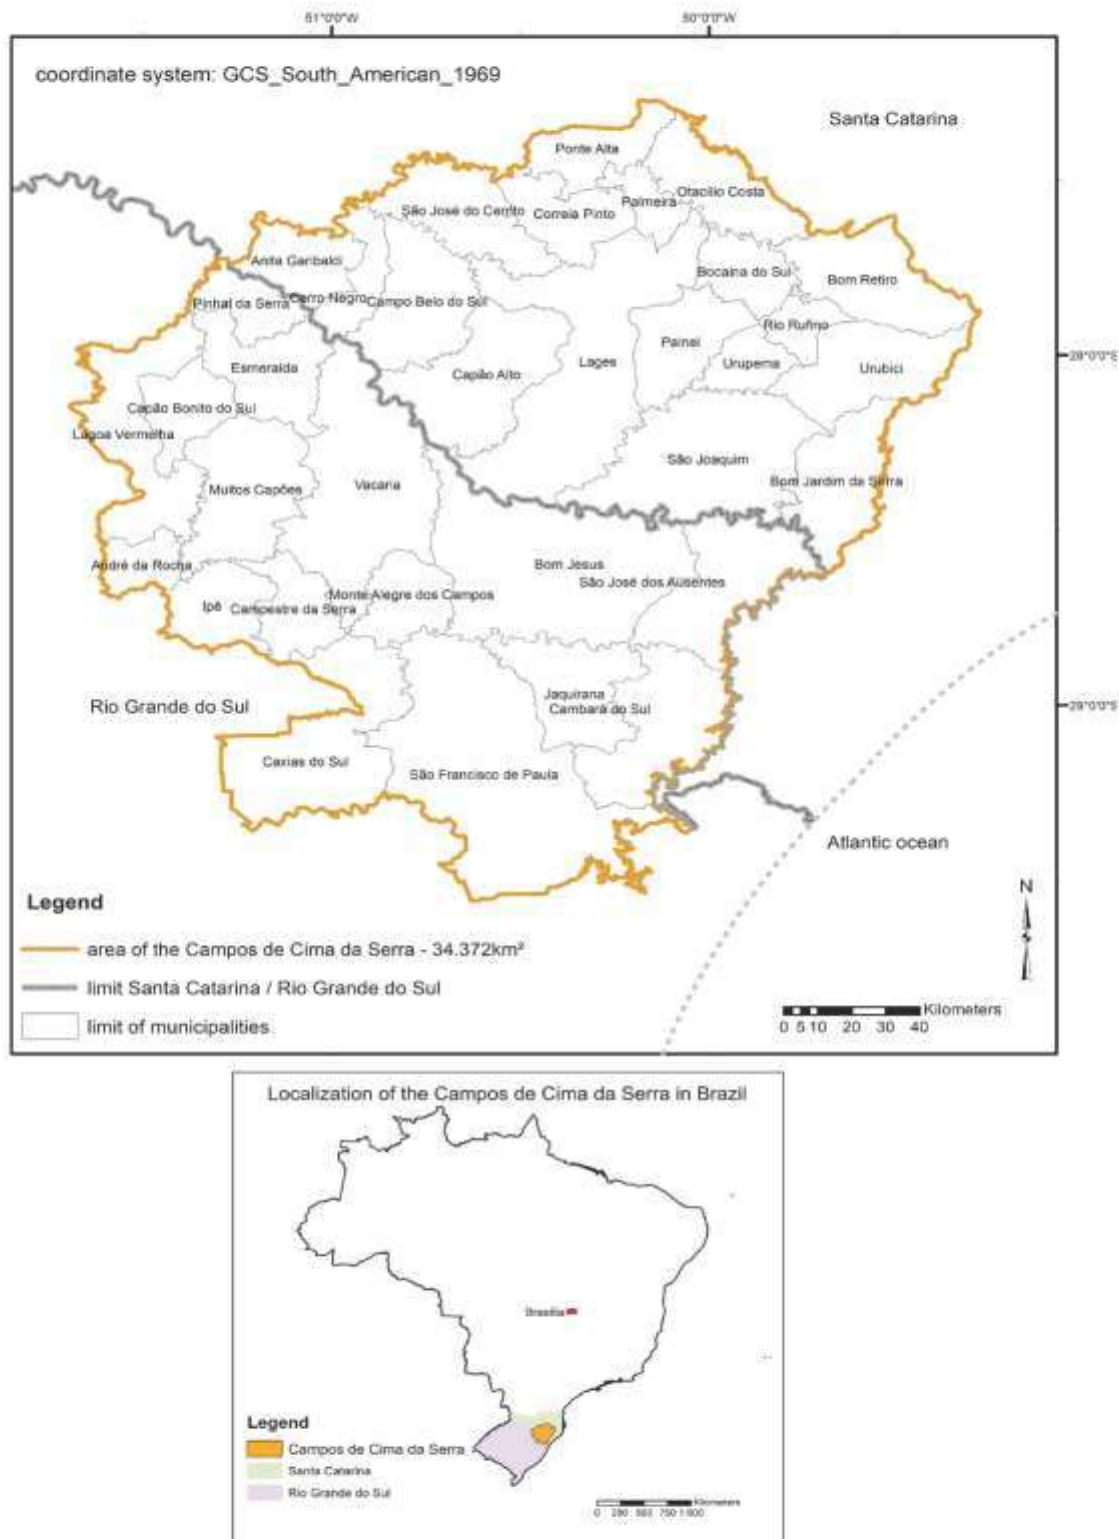 51°0'0"W
50°0'0"W
coordinate system: GCS_South_American_1969
Santa Catarina
Ponte Alta
Otacílio Costa
Palmeira
São José do Cerrito
Correia Pinto
Anita Garibaldi
Bocaina do Sul
Bom Retiro
Pinhal da Serra
Cerro Negro
Campo Belo do Sul
Rio Rufino
Painel
Lages
Urupema
Urubici
28°0'0"E
Esmeralda
Capão Alto
Capão Bonito do Sul
Lagoa Vermelha
São Joaquim
Bom Jardim da Serra
Muitos Capões
Vacaria
André da Rocha
Bom Jesus
São José dos Ausentes
Ipê
Campestre da Serra
Monte Alegre dos Campos
Rio Grande do Sul
Jaquirana
Cambará do Sul
29°0'0"S
Caxias do Sul
São Francisco de Paula
Atlantic ocean
Legend
N
area of the Campos de Cima da Serra - 34.372km²
limit Santa Catarina / Rio Grande do Sul
limit of municipalities
Kilometers
0 5 10 20 30 40
Localization of the Campos de Cima da Serra in Brazil
Brasília
Legend
Campos de Cima da Serra
Santa Catarina
Rio Grande do Sul
Kilometers
0 250 500 750 1 000